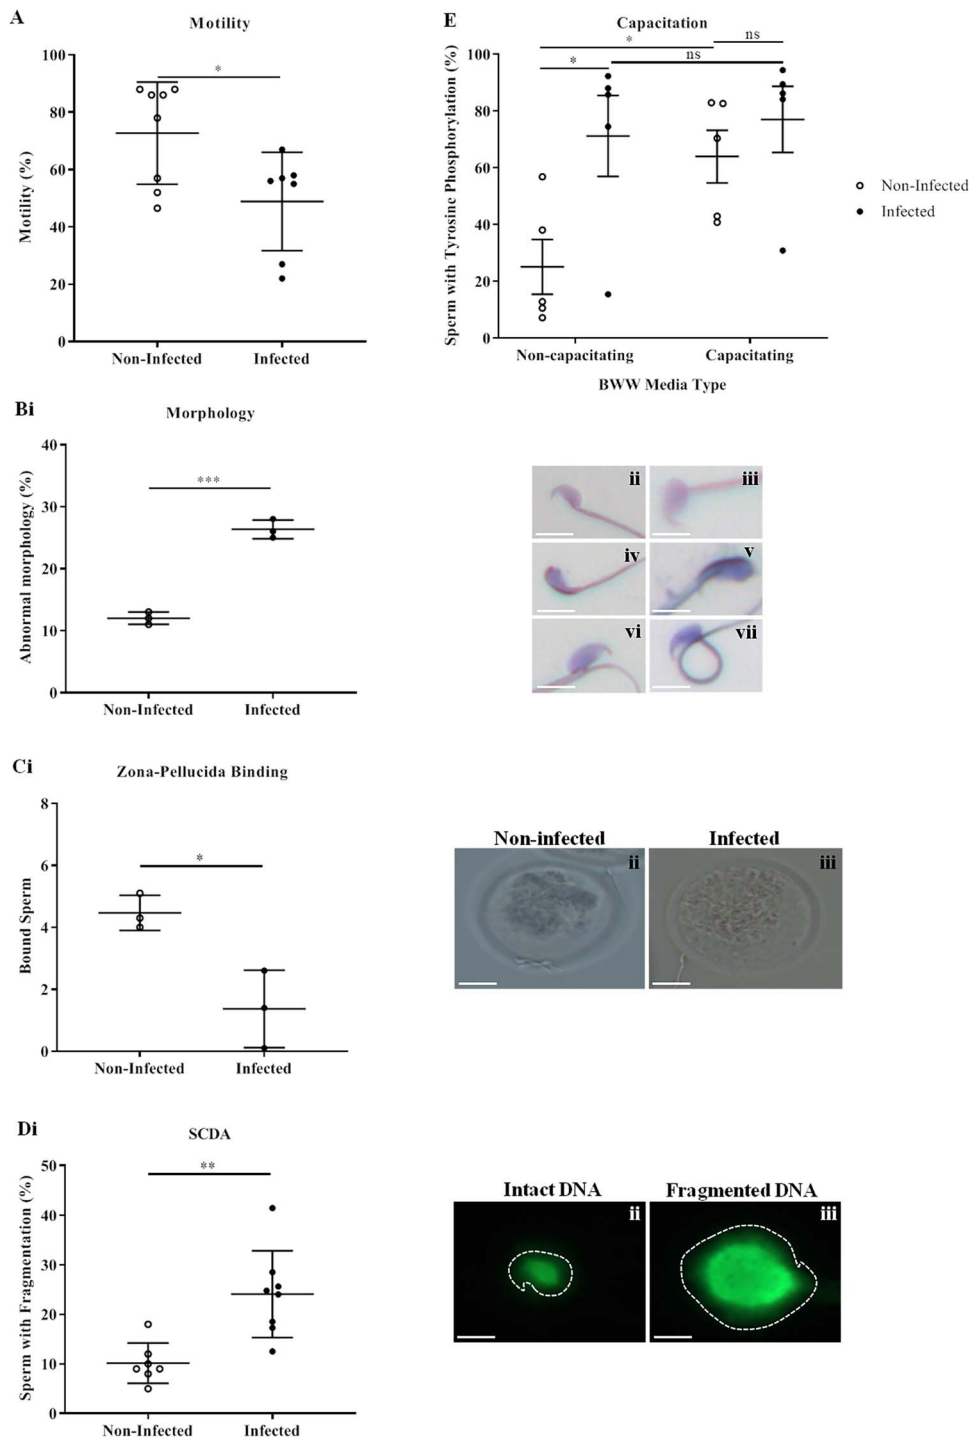 A
Motility
Motility (%)
100
80
60
40
20
0
*
Non-Infected
Infected
E
Capacitation
Sperm with Tyrosine Phosphorylation (%)
100
80
60
40
20
0
*
*
ns
ns
Non-capacitating
Capacitating
BWW Media Type
Non-Infected
Infected
Bi
Morphology
Abnormal morphology (%)
40
30
20
10
0
***
Non-Infected
Infected
ii
iii
iv
v
vi
vii
Ci
Zona-Pellucida Binding
Bound Sperm
8
6
4
2
0
*
Non-Infected
Infected
Non-infected
Infected
ii
iii
Di
SCDA
Sperm with Fragmentation (%)
50
40
30
20
10
0
**
Non-Infected
Infected
Intact DNA
Fragmented DNA
ii
iii